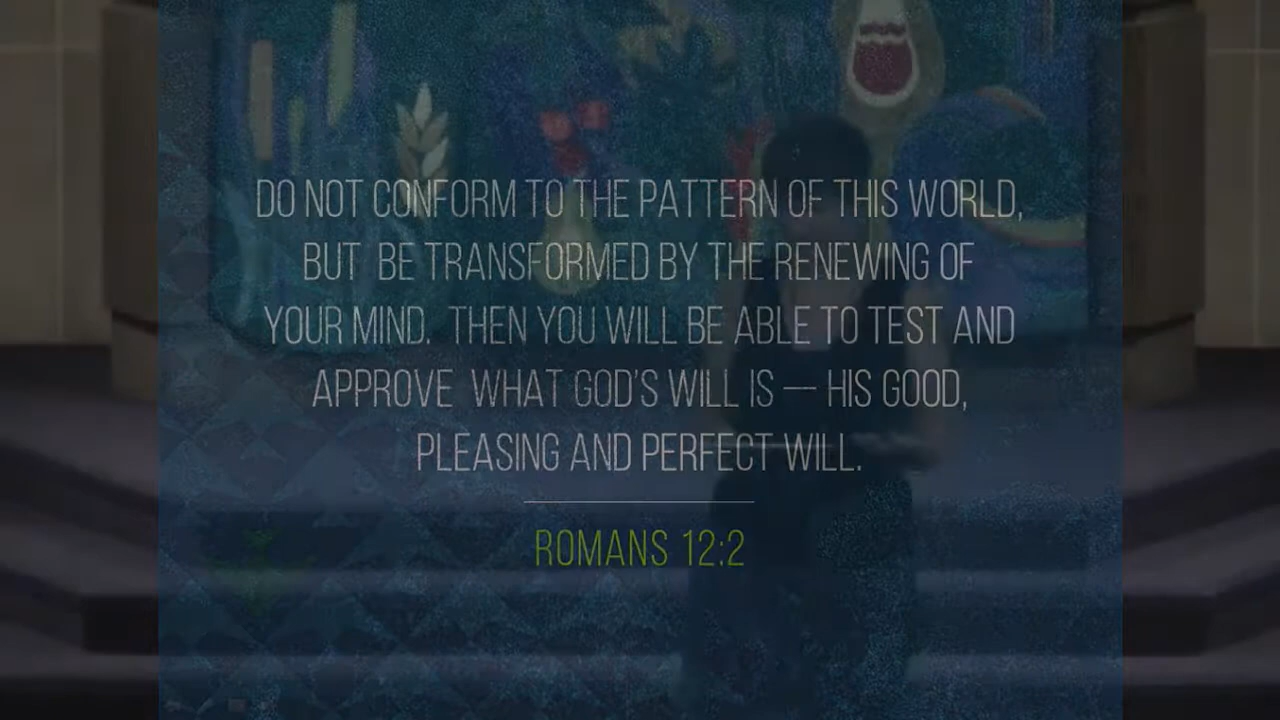 DO NOT CONFORM TO THE PATTERN OF THIS WORLD,
BUT BE TRANSFORMED BY THE RENEWING OF
YOUR MIND. THEN YOU WILL BE ABLE TO TEST AND
APPROVE WHAT GOD'S WILL IS — HIS GOOD,
PLEASING AND PERFECT WILL.
ROMANS 12:2